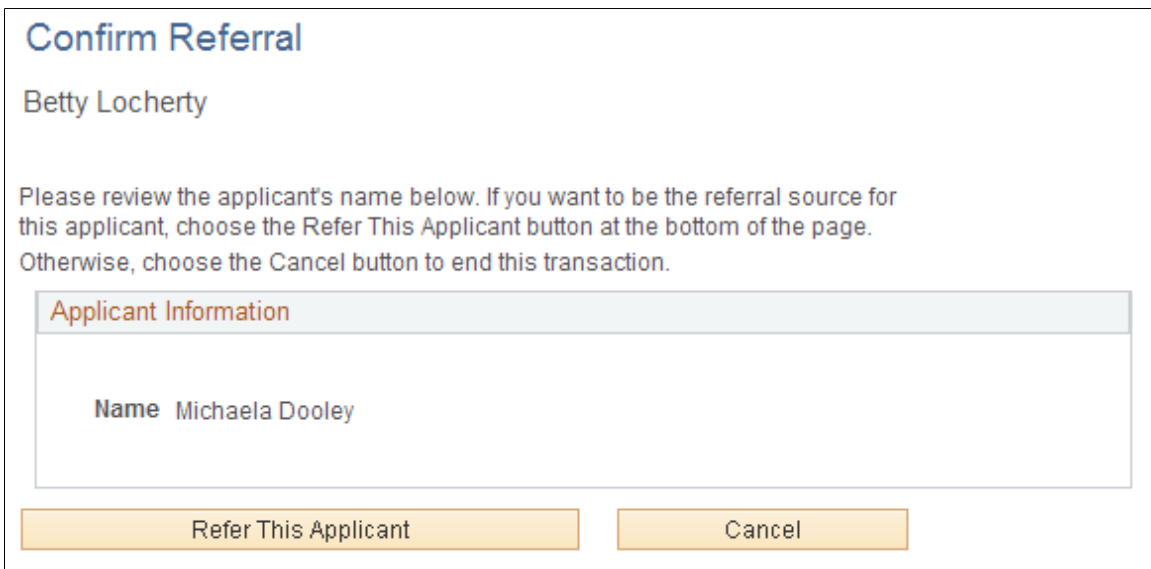 Confirm Referral
Betty Locherty
Please review the applicant's name below. If you want to be the referral source for
this applicant, choose the Refer This Applicant button at the bottom of the page.
Otherwise, choose the Cancel button to end this transaction.
Applicant Information
Name Michaela Dooley
Refer This Applicant Cancel